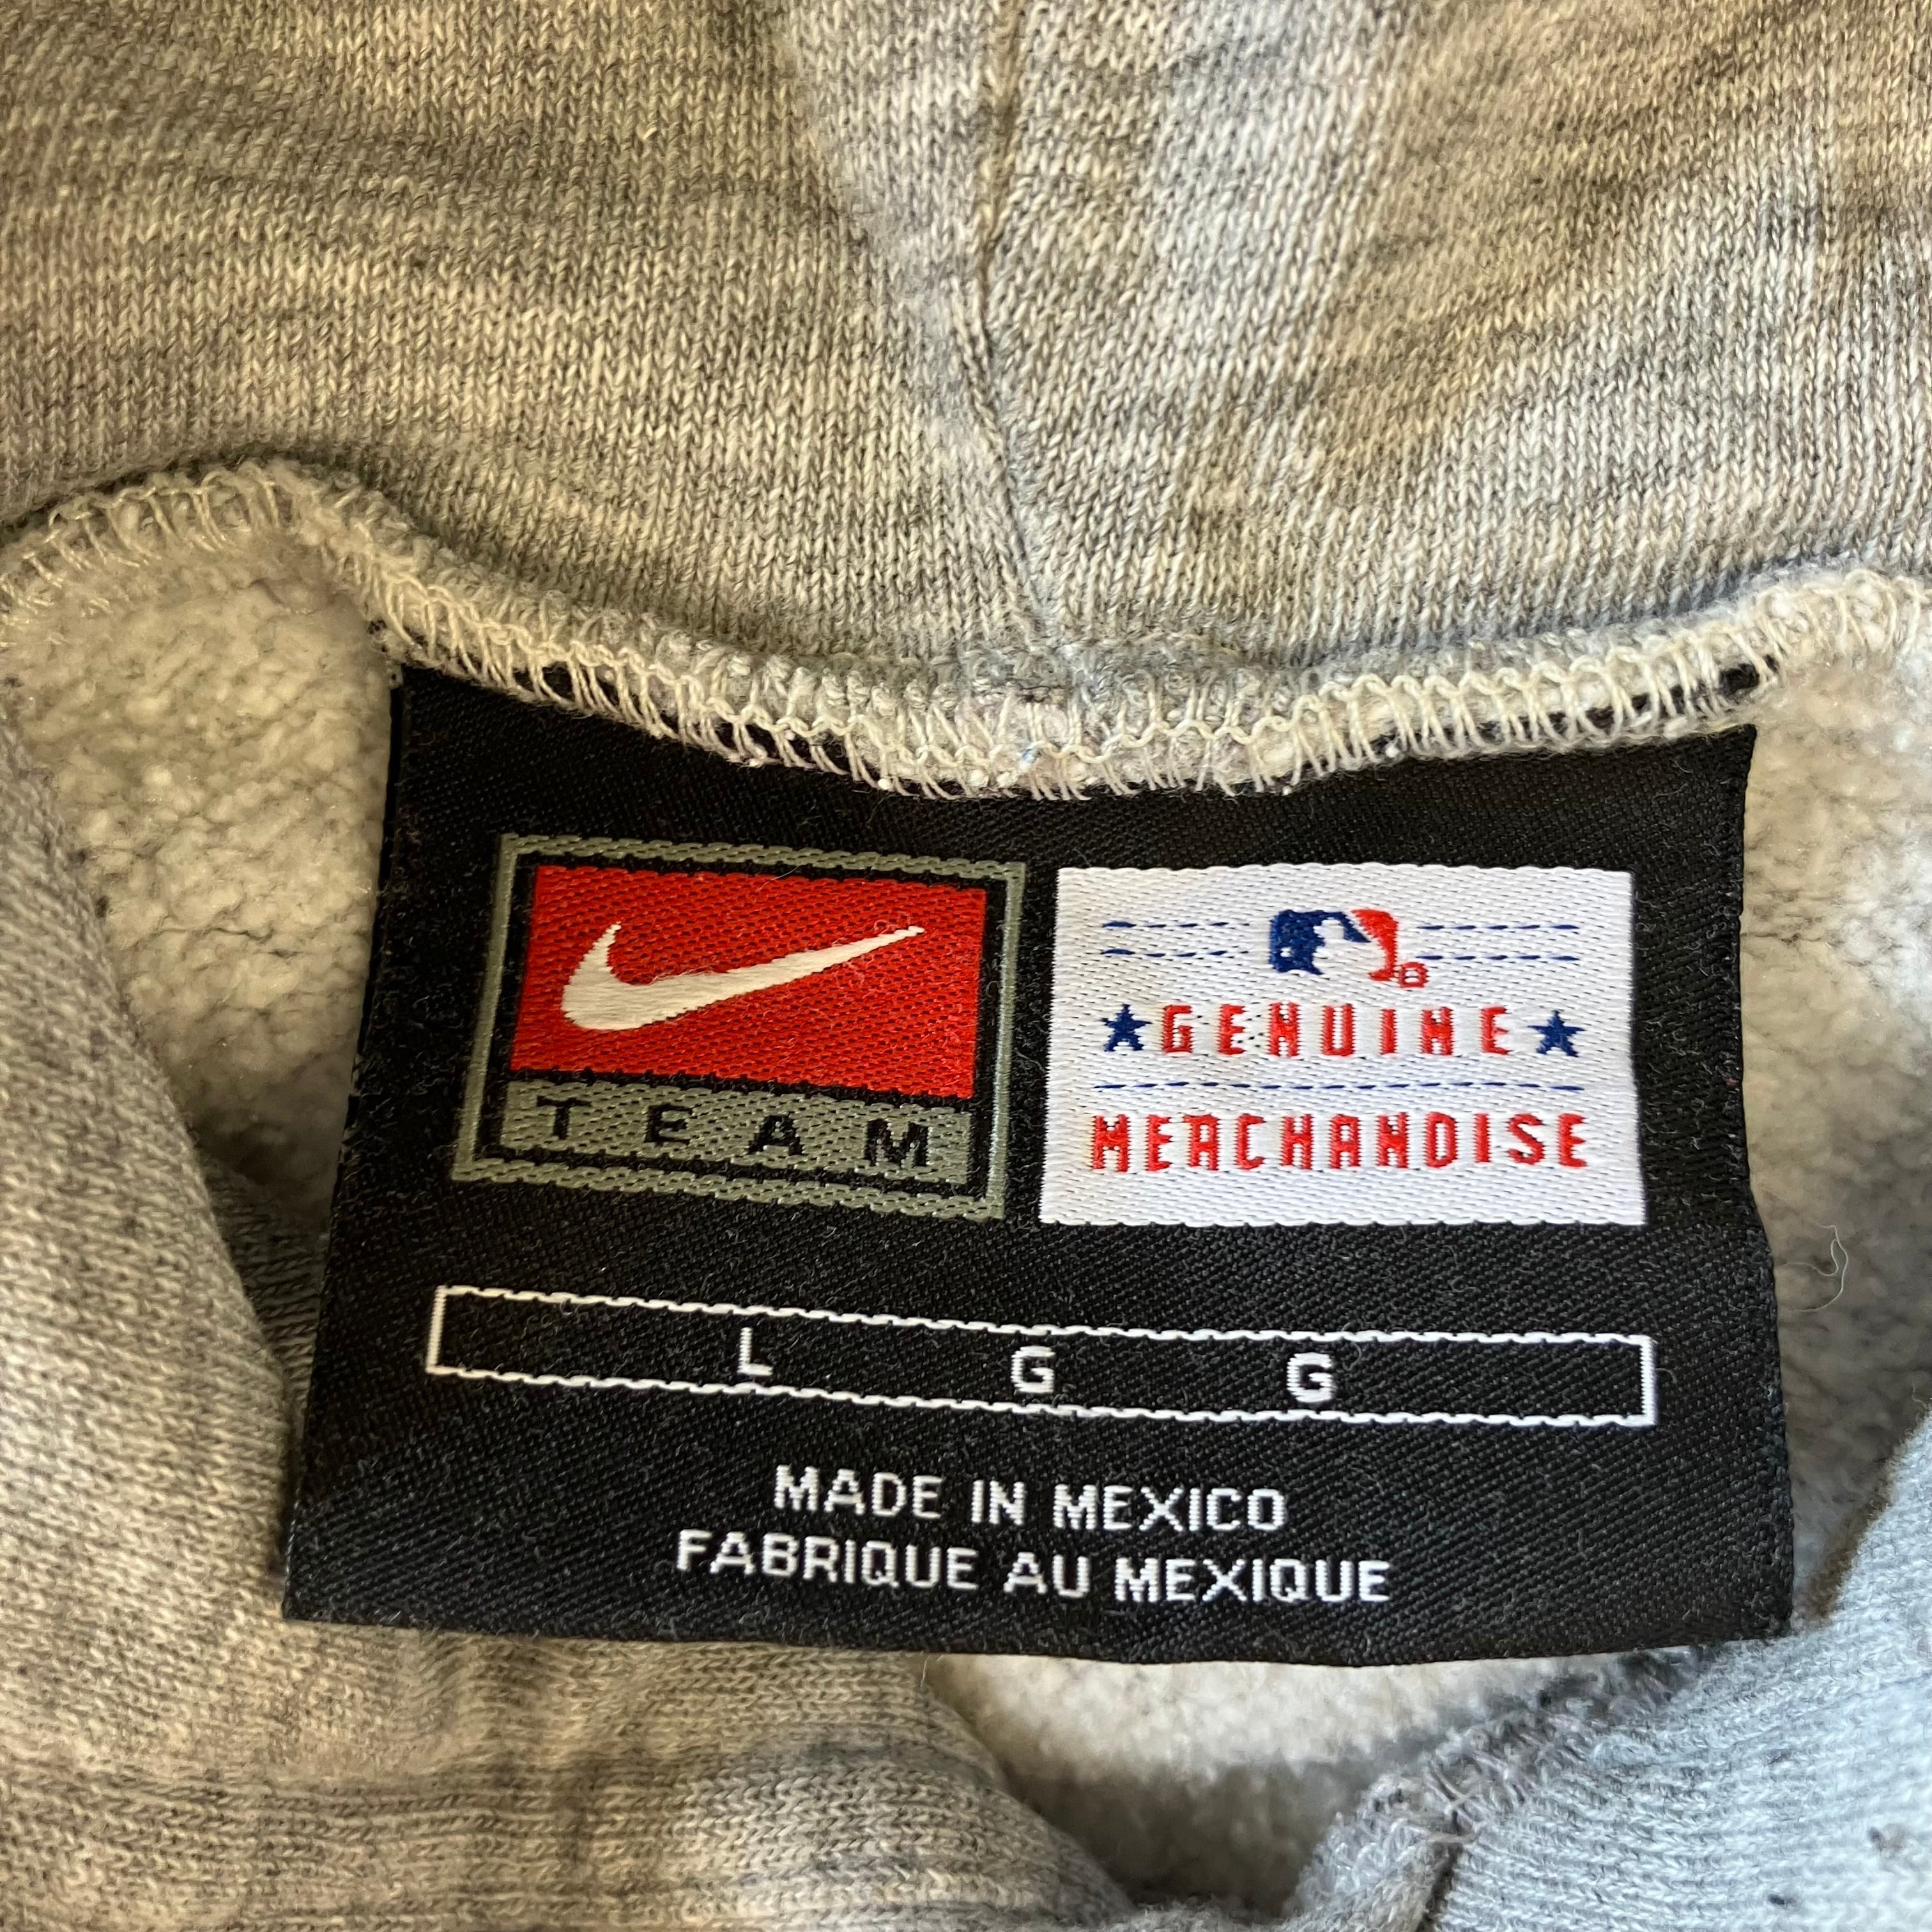 TEAM
★GENUINE★
MERCHANDISE
L G G
MADE IN MEXICO
FABRIQUE AU MEXIQUE